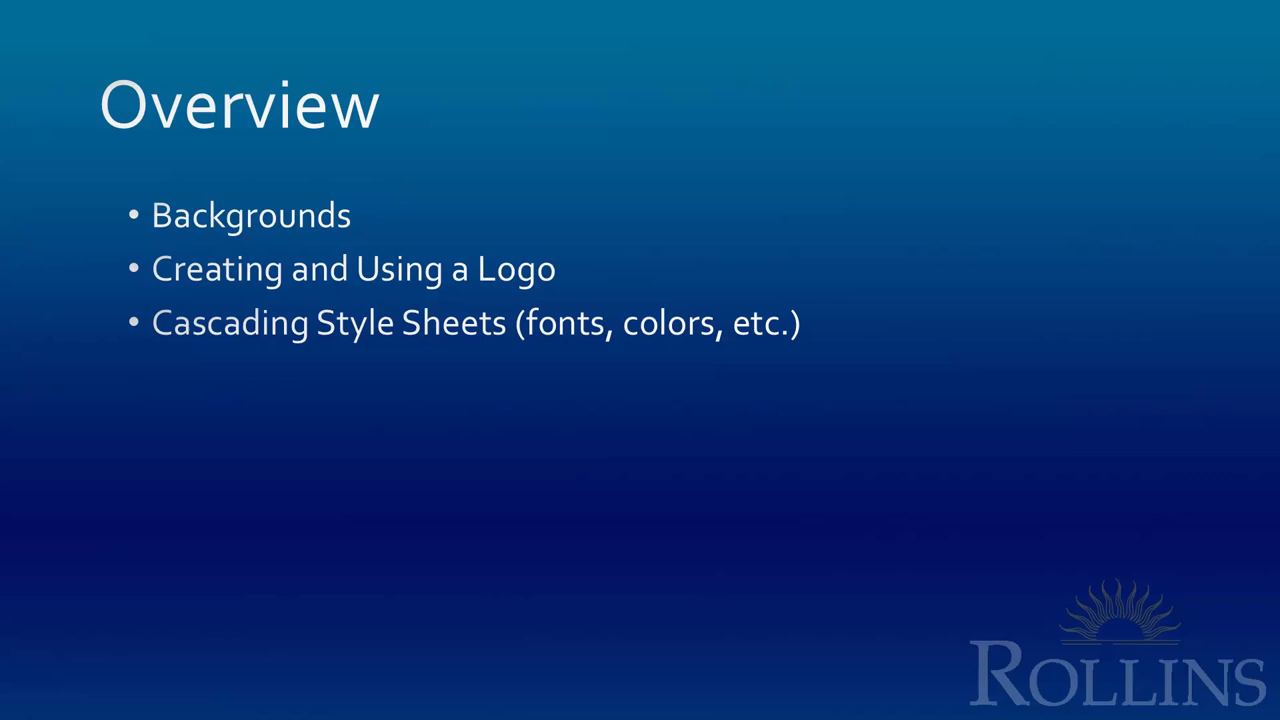 Overview
• Backgrounds
• Creating and Using a Logo
• Cascading Style Sheets (fonts, colors, etc.)
ROLLINS